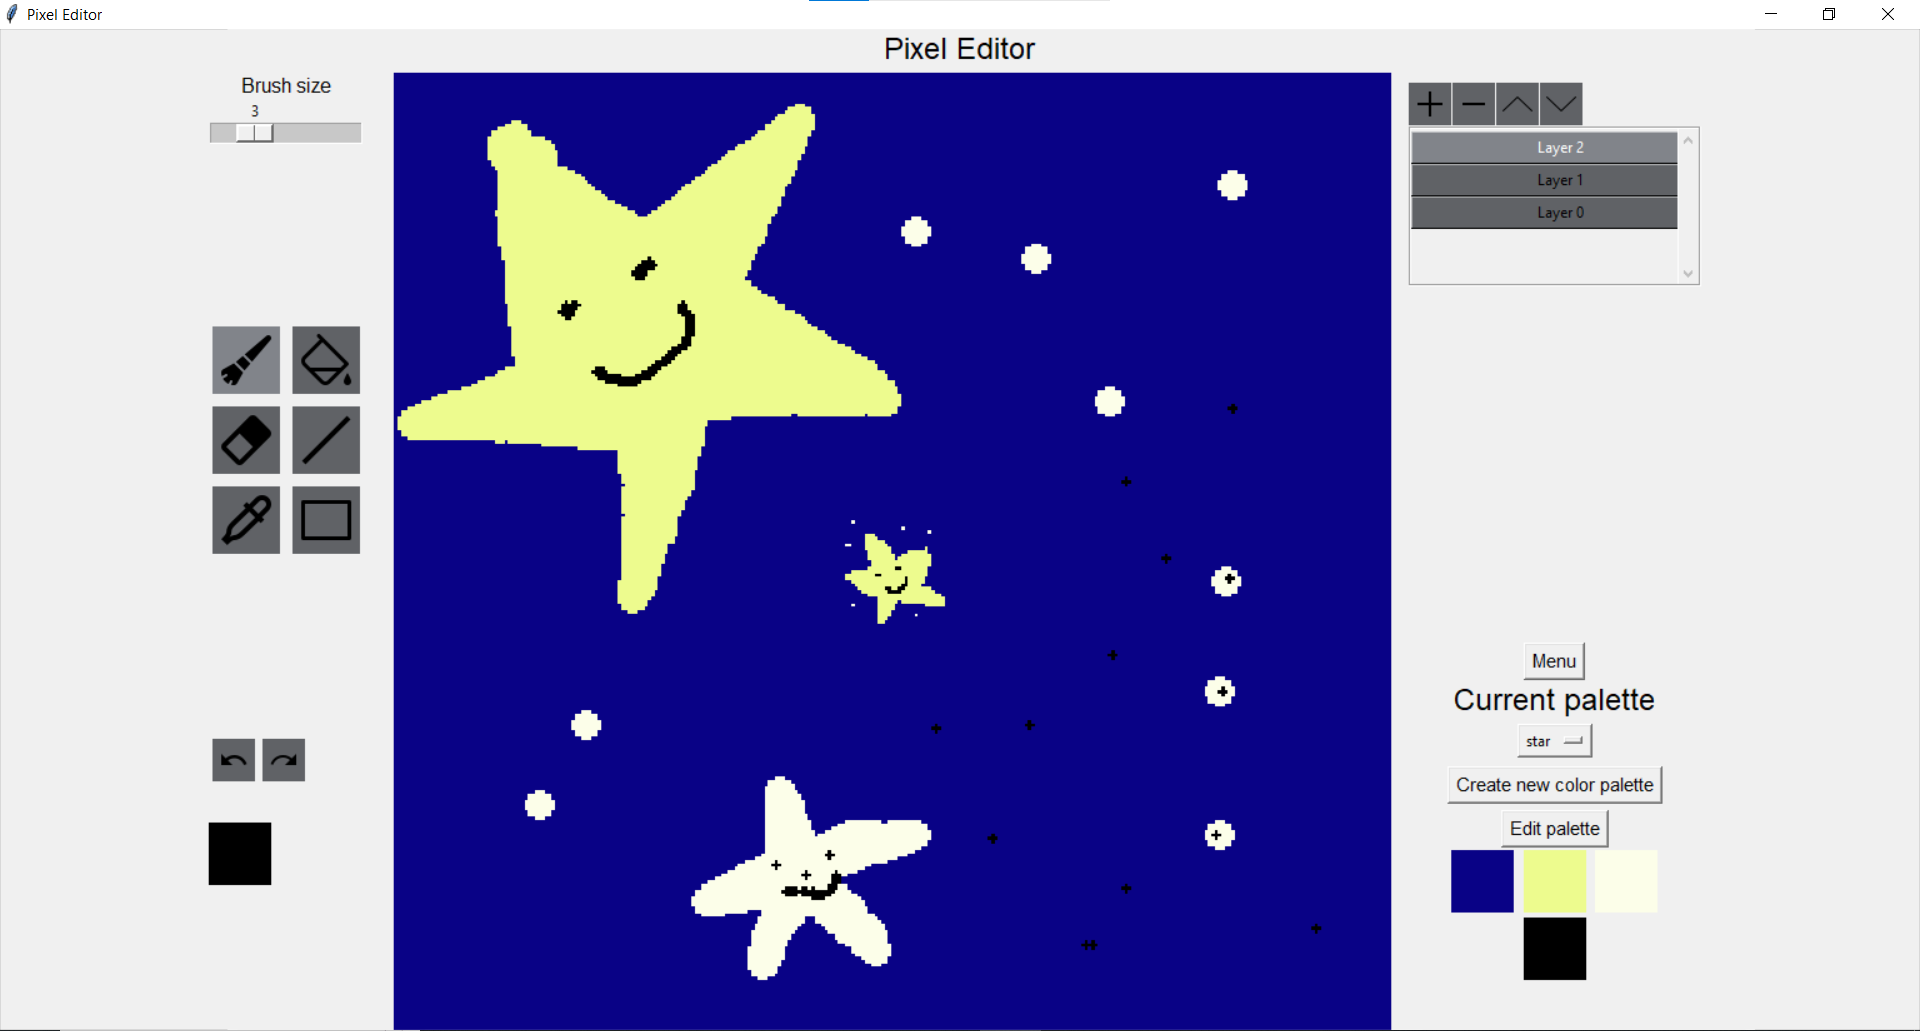 Pixel Editor
Pixel Editor
Brush size
3
Layer 2
Layer 1
Layer 0
Menu
Current palette
star
Create new color palette
Edit palette